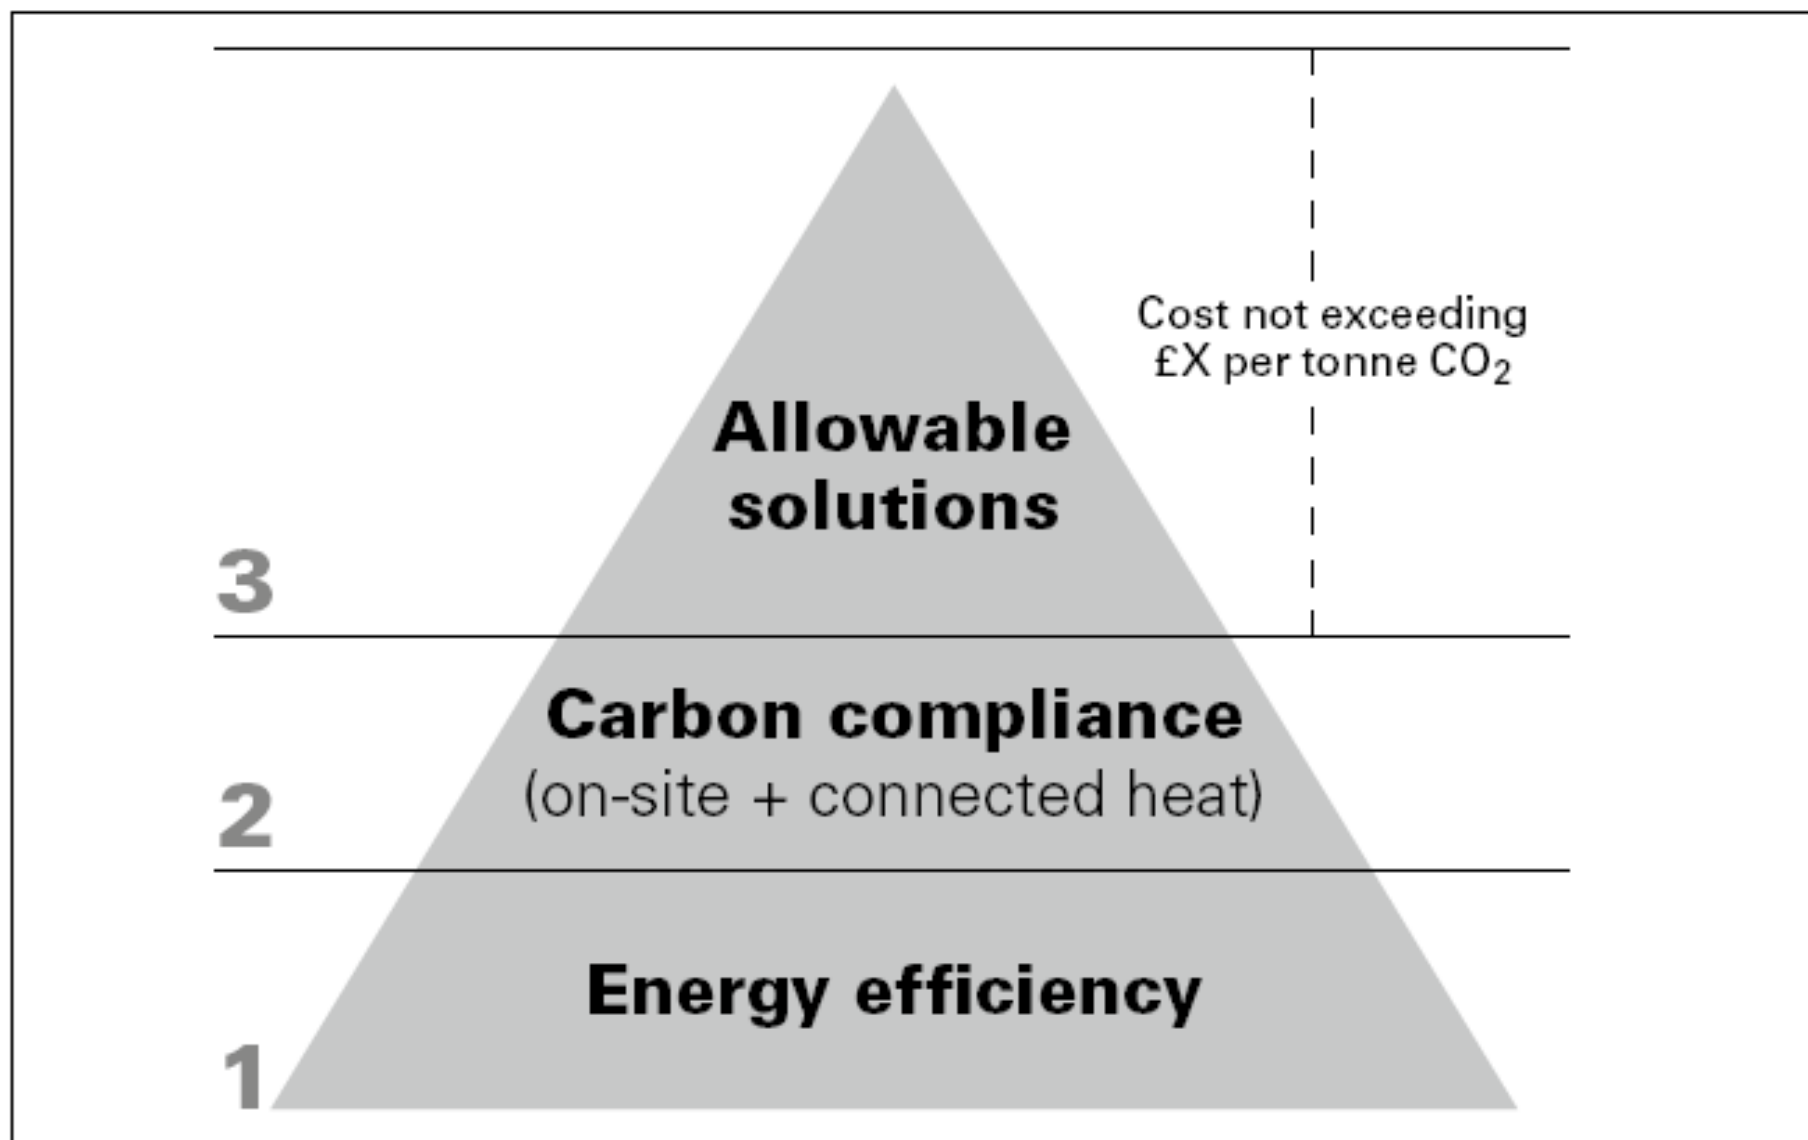 Cost not exceeding
£X per tonne CO₂
Allowable
solutions
3
Carbon compliance
(on-site + connected heat)
2
Energy efficiency
1